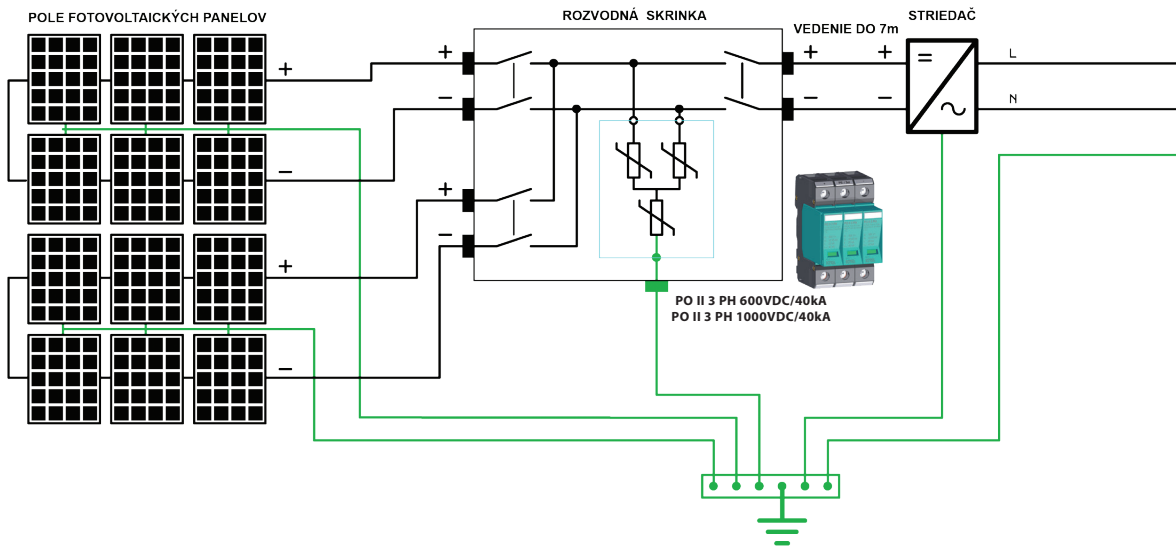 POLE FOTOVOLTAICKÝCH PANELOV
ROZVODNÁ SKRINKA
STRIEDAČ
VEDENIE DO 7m
+ + + +
− − − −
L
N
+
−
+
−
+
−
+
−
=
PO II 3 PH 600VDC/40kA
PO II 3 PH 1000VDC/40kA